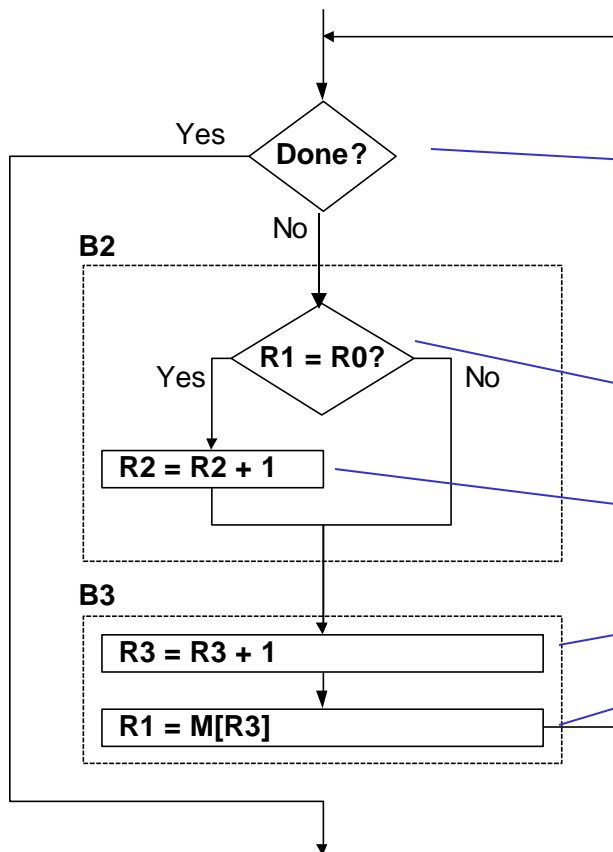 Yes
Done?
No
B2
R1 = R0?
Yes
No
R2 = R2 + 1
B3
R3 = R3 + 1
R1 = M[R3]